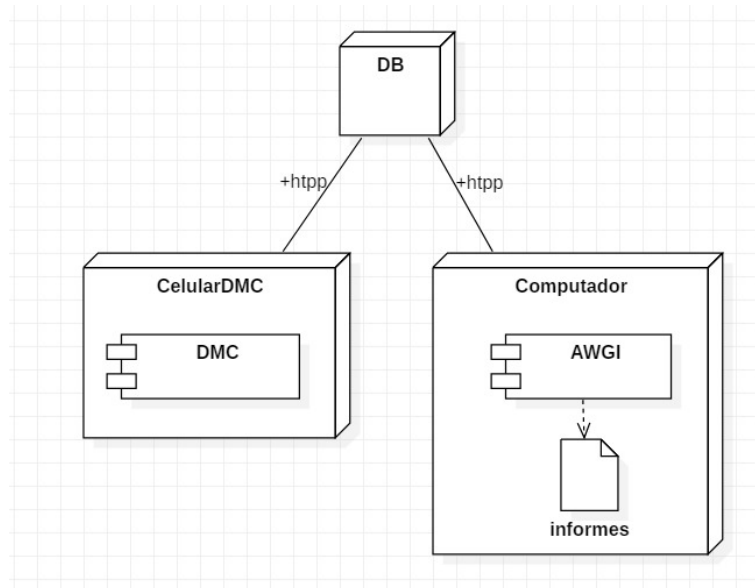 DB
+htpp
+htpp
CelularDMC
Computador
DMC
AWGI
informes